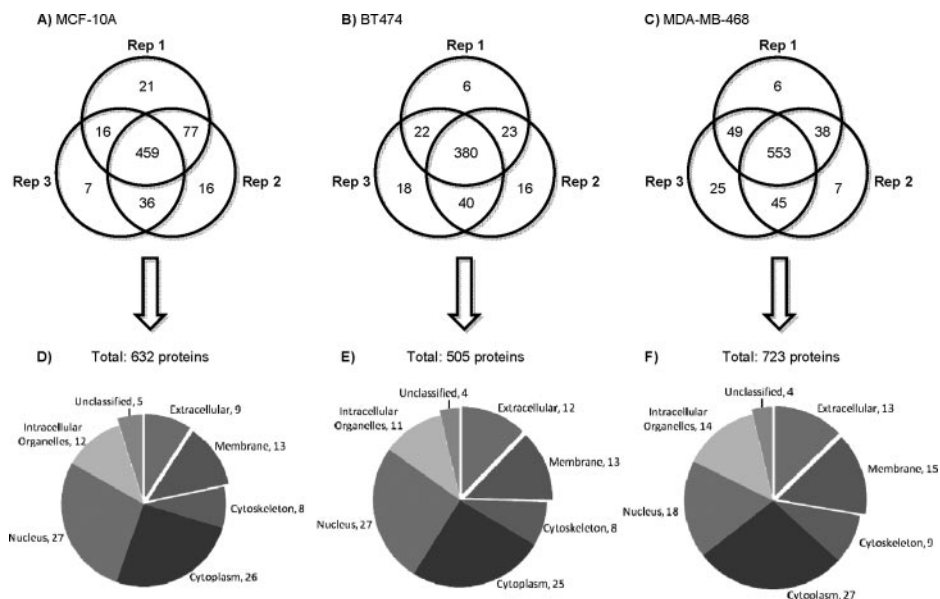 A) MCF-10A
B) BT474
C) MDA-MB-468
Rep 1
Rep 1
Rep 1
21
6
6
16
77
22
23
49
38
459
380
553
Rep 3
7
16
Rep 2
Rep 3
18
16
Rep 2
Rep 3
25
7
Rep 2
36
40
45
D) Total: 632 proteins
E) Total: 505 proteins
F) Total: 723 proteins
Unclassified, 5
Extracellular, 9
Intracellular
Organelles, 12
Membrane, 13
Cytoskeleton, 8
Nucleus, 27
Cytoplasm, 26
Unclassified, 4
Extracellular, 12
Intracellular
Organelles, 11
Membrane, 13
Cytoskeleton, 8
Nucleus, 27
Cytoplasm, 25
Unclassified, 4
Extracellular, 13
Intracellular
Organelles, 14
Membrane, 15
Nucleus, 18
Cytoskeleton, 9
Cytoplasm, 27